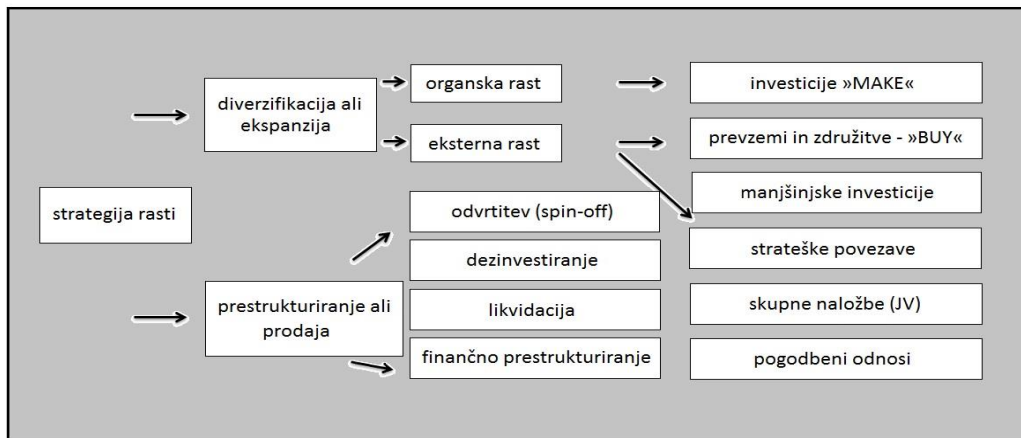 strategija rasti
diverzifikacija ali
ekspanzija
prestrukturiranje ali
prodaja
organska rast
eksterna rast
odvrtitev (spin-off)
dezinvestiranje
likvidacija
finančno prestrukturiranje
investicije »MAKE«
prevzemi in združitve - »BUY«
manjšinjske investicije
strateške povezave
skupne naložbe (JV)
pogodbeni odnosi